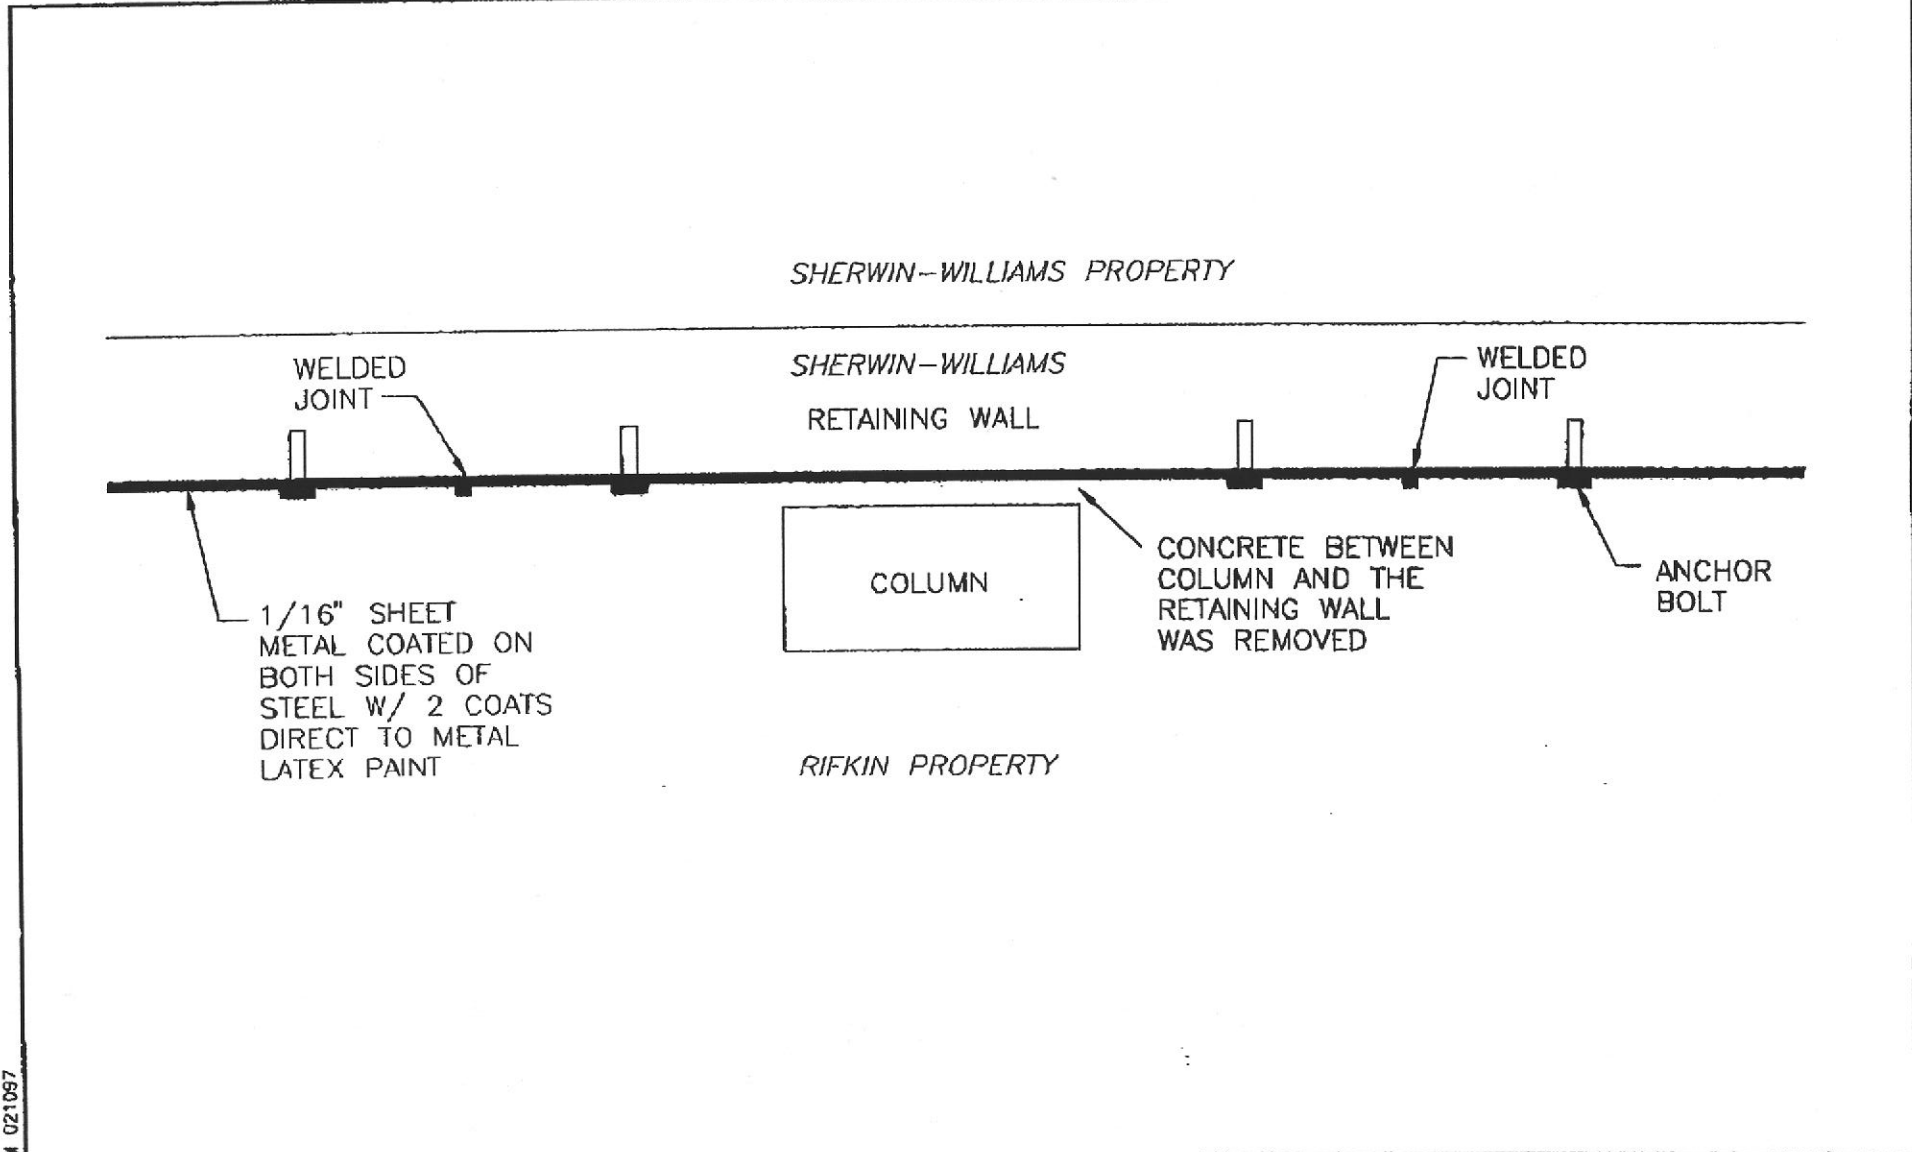 SHERWIN-WILLIAMS PROPERTY
WELDED
JOINT
SHERWIN-WILLIAMS
RETAINING WALL
WELDED
JOINT
COLUMN
CONCRETE BETWEEN
COLUMN AND THE
RETAINING WALL
WAS REMOVED
ANCHOR
BOLT
1/16" SHEET
METAL COATED ON
BOTH SIDES OF
STEEL W/ 2 COATS
DIRECT TO METAL
LATEX PAINT
RIFKIN PROPERTY
021097